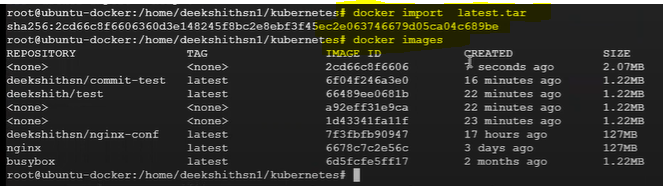 root@ubuntu-docker:/home/deekshithsn1/kubernetes# docker import latest.tar
sha256:2cd66c8f6606360d3e148245f8bc2e8ebf3f45ec2e063746679d05ca04c689be
root@ubuntu-docker:/home/deekshithsn1/kubernetes# docker images
REPOSITORY TAG IMAGE ID CREATED SIZE
<none> <none> 2cd66c8f6606 7 seconds ago 2.07MB
deekshithsn/commit-test latest 6f04f246a3e0 16 minutes ago 1.22MB
deekshith/test latest 66489ee0681b 22 minutes ago 1.22MB
<none> <none> a92eff31e9ca 22 minutes ago 1.22MB
<none> <none> 1d43341fa11f 23 minutes ago 1.22MB
deekshithsn/nginx-conf latest 7f3fbfb90947 17 hours ago 127MB
nginx latest 6678c7c2e56c 3 days ago 127MB
busybox latest 6d5fcfe5ff17 2 months ago 1.22MB
root@ubuntu-docker:/home/deekshithsn1/kubernetes#